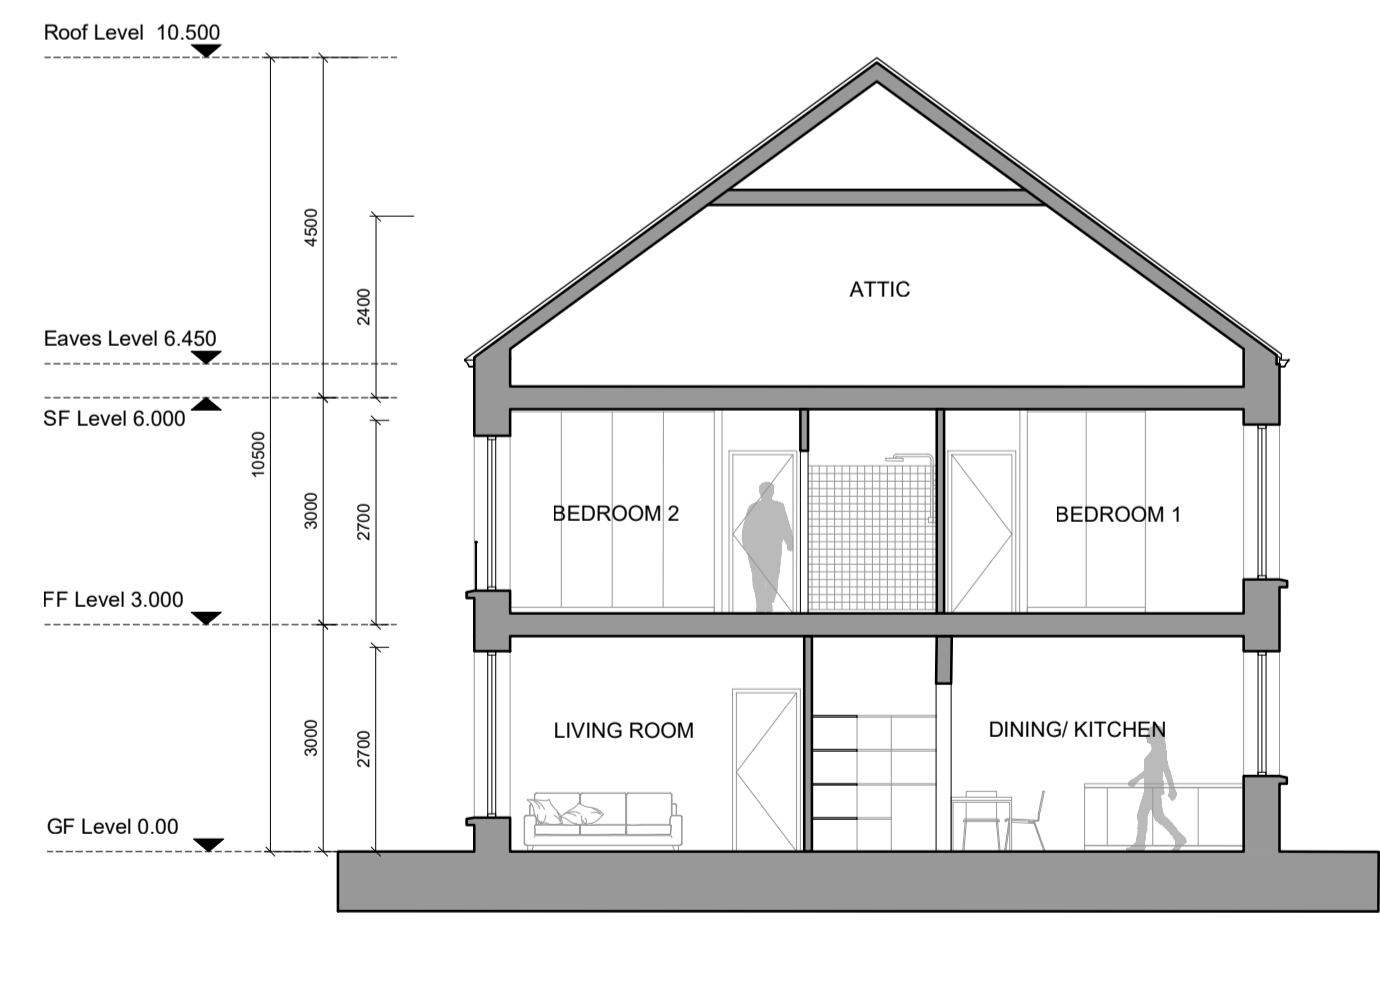 Roof Level 10.500
4500
2400
ATTIC
Eaves Level 6.450
SF Level 6.000
10500
3000
2700
BEDROOM 2
BEDROOM 1
FF Level 3.000
3000
2700
LIVING ROOM
DINING/ KITCHEN
GF Level 0.00